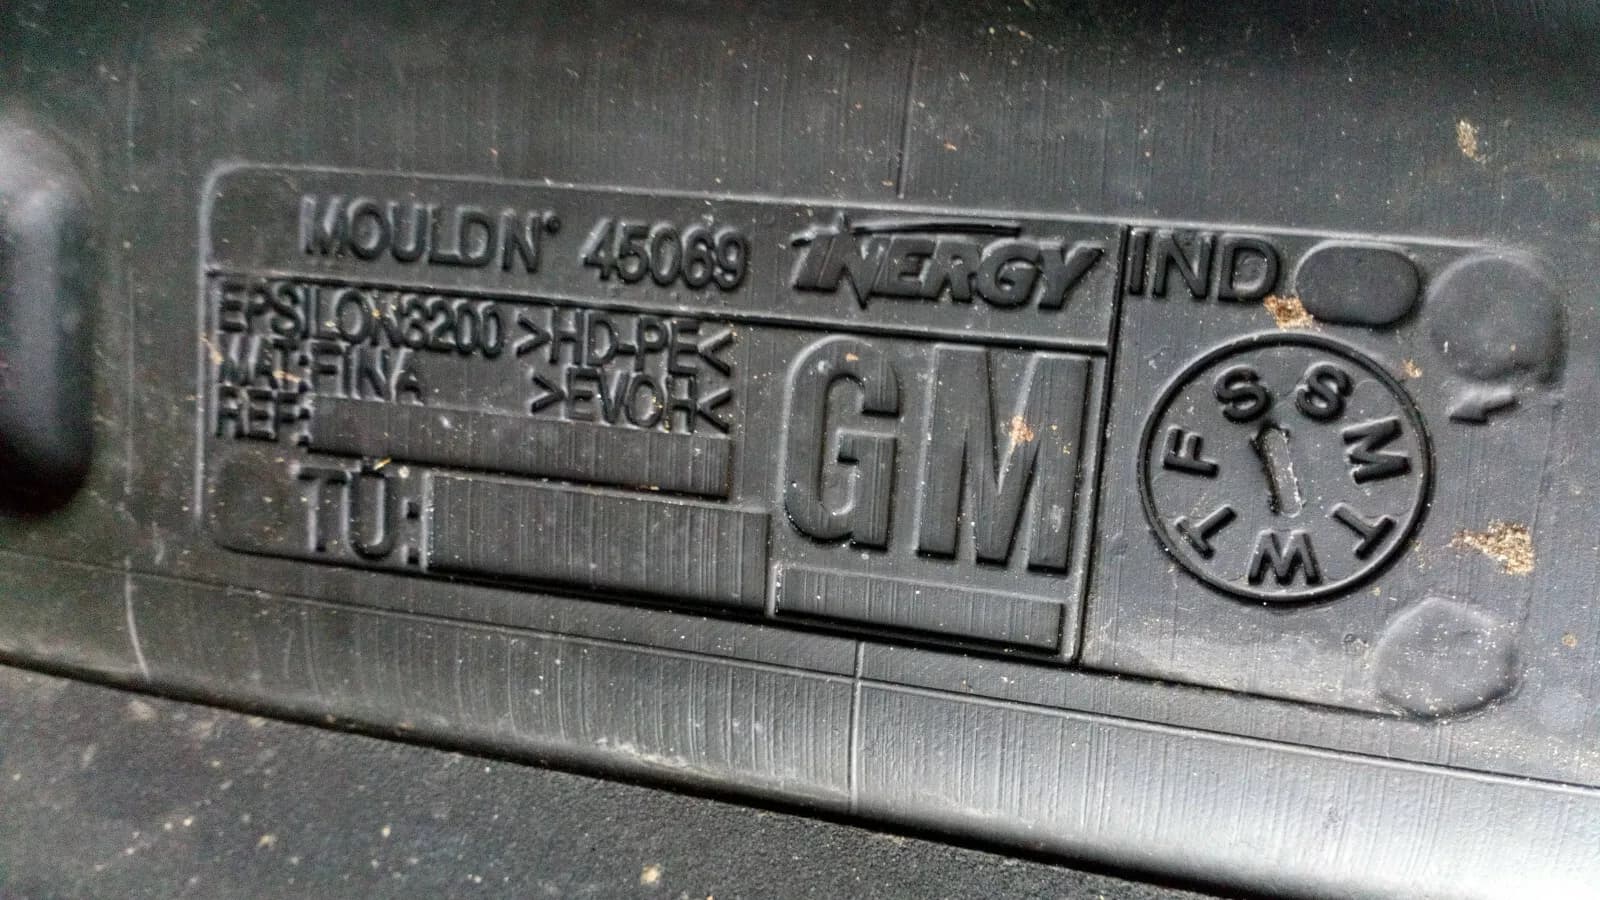 MOULD N° 45069 INERGY IND
EPSILON3200 >HD-PE<
MAT:FINA >EVOH<
REF:
TÜ:
GM
S S M T W T F